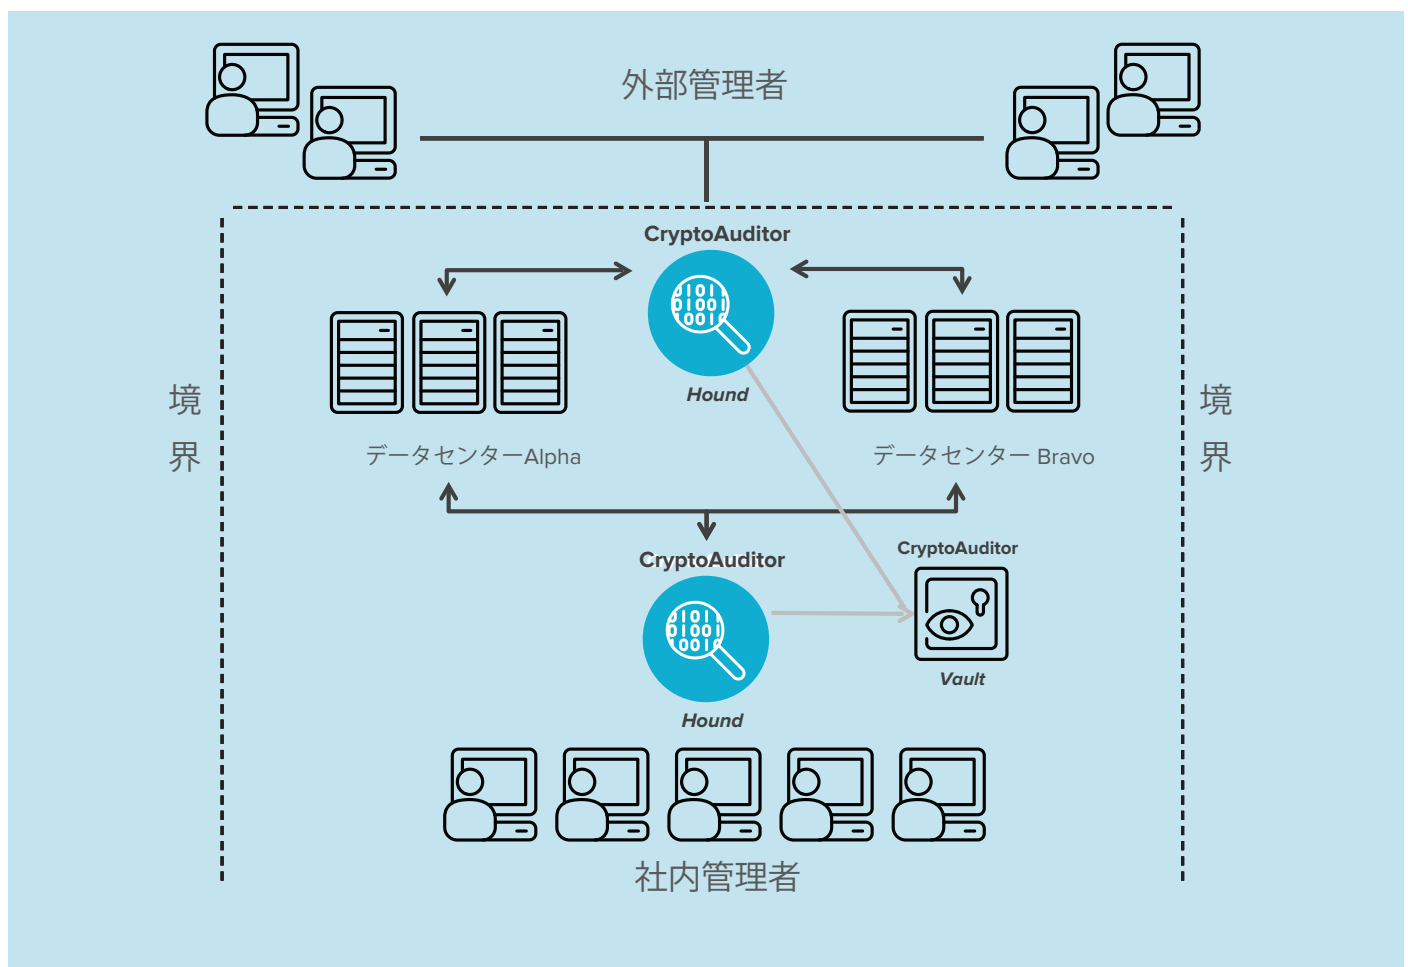 外部管理者
CryptoAuditor
Hound
境
界
境
界
データセンターAlpha
データセンター Bravo
CryptoAuditor
CryptoAuditor
Hound
Vault
社内管理者